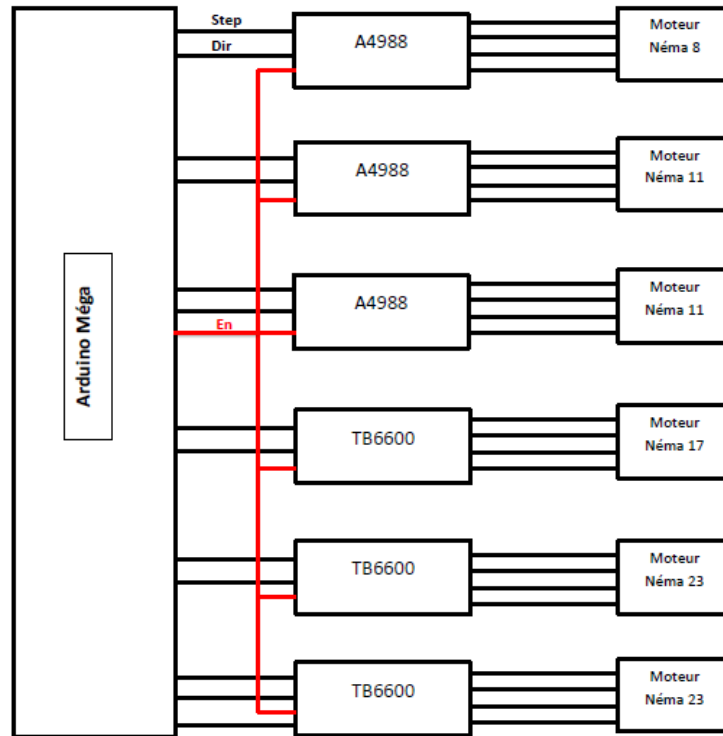 Step
Dir
A4988
Moteur
Néma 8
A4988
Moteur
Néma 11
Arduino Méga
En
A4988
Moteur
Néma 11
TB6600
Moteur
Néma 17
TB6600
Moteur
Néma 23
TB6600
Moteur
Néma 23